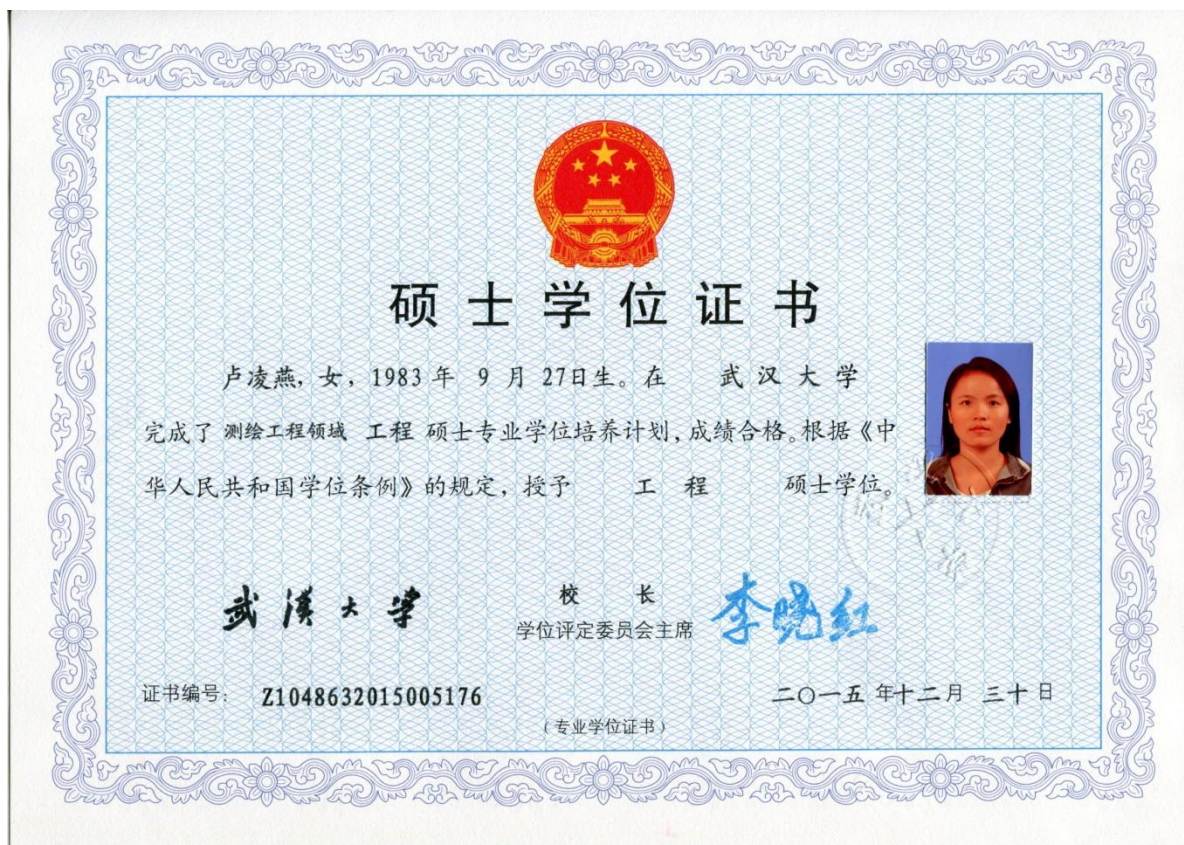 硕士学位证书
卢凌燕, 女, 1983 年 9 月 27日生。在 武汉大学
完成了 测绘工程领域 工程 硕士专业学位培养计划, 成绩合格。根据《中
华人民共和国学位条例》的规定, 授予 工程 硕士学位。
武汉大学
校 长
学位评定委员会主席
李晓红
证书编号: Z1048632015005176
二〇一五 年十二月 三十 日
(专业学位证书)